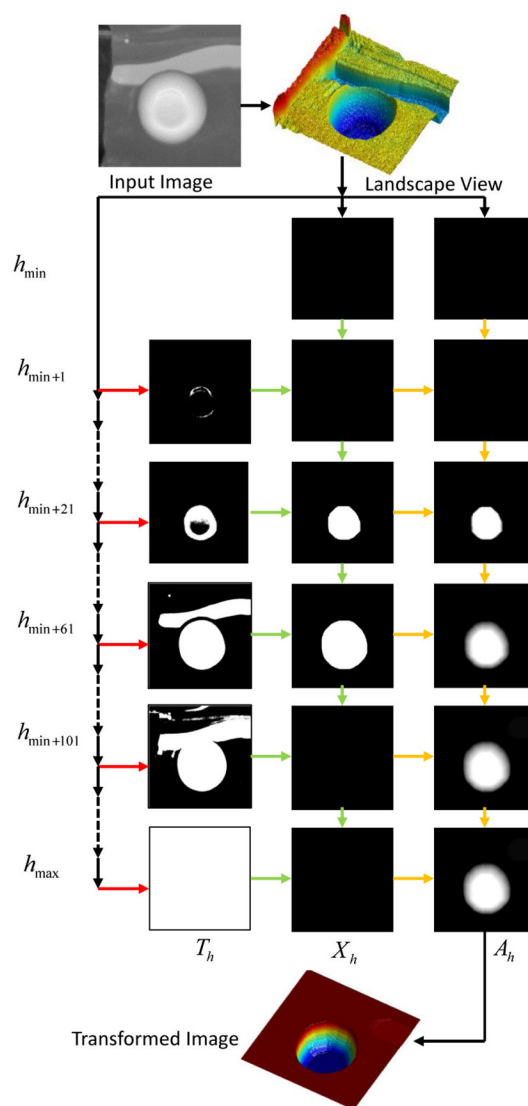 Input Image
Landscape View
h_min
h_min+1
h_min+21
h_min+61
h_min+101
h_max
T_h X_h A_h
Transformed Image